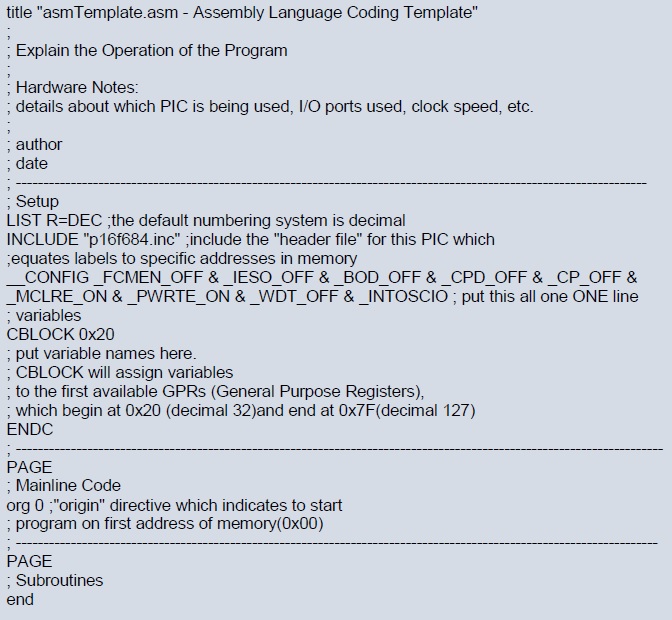 title "asmTemplate.asm - Assembly Language Coding Template"
;
; Explain the Operation of the Program
;
; Hardware Notes:
; details about which PIC is being used, I/O ports used, clock speed, etc.
;
; author
; date
; --------------------------------------------------------------------------------------------------------------
; Setup
LIST R=DEC ;the default numbering system is decimal
INCLUDE "p16f684.inc" ;include the "header file" for this PIC which
;equates labels to specific addresses in memory
__CONFIG _FCMEN_OFF & _IESO_OFF & _BOD_OFF & _CPD_OFF & _CP_OFF &
_MCLRE_ON & _PWRTE_ON & _WDT_OFF & _INTOSCIO ; put this all one ONE line
; variables
CBLOCK 0x20
; put variable names here.
; CBLOCK will assign variables
; to the first available GPRs (General Purpose Registers),
; which begin at 0x20 (decimal 32)and end at 0x7F(decimal 127)
ENDC
; -----------------------------------------------------------------------------------------------------------------
PAGE
; Mainline Code
org 0 ;"origin" directive which indicates to start
; program on first address of memory(0x00)
; ----------------------------------------------------------------------------------------------------------------
PAGE
; Subroutines
end